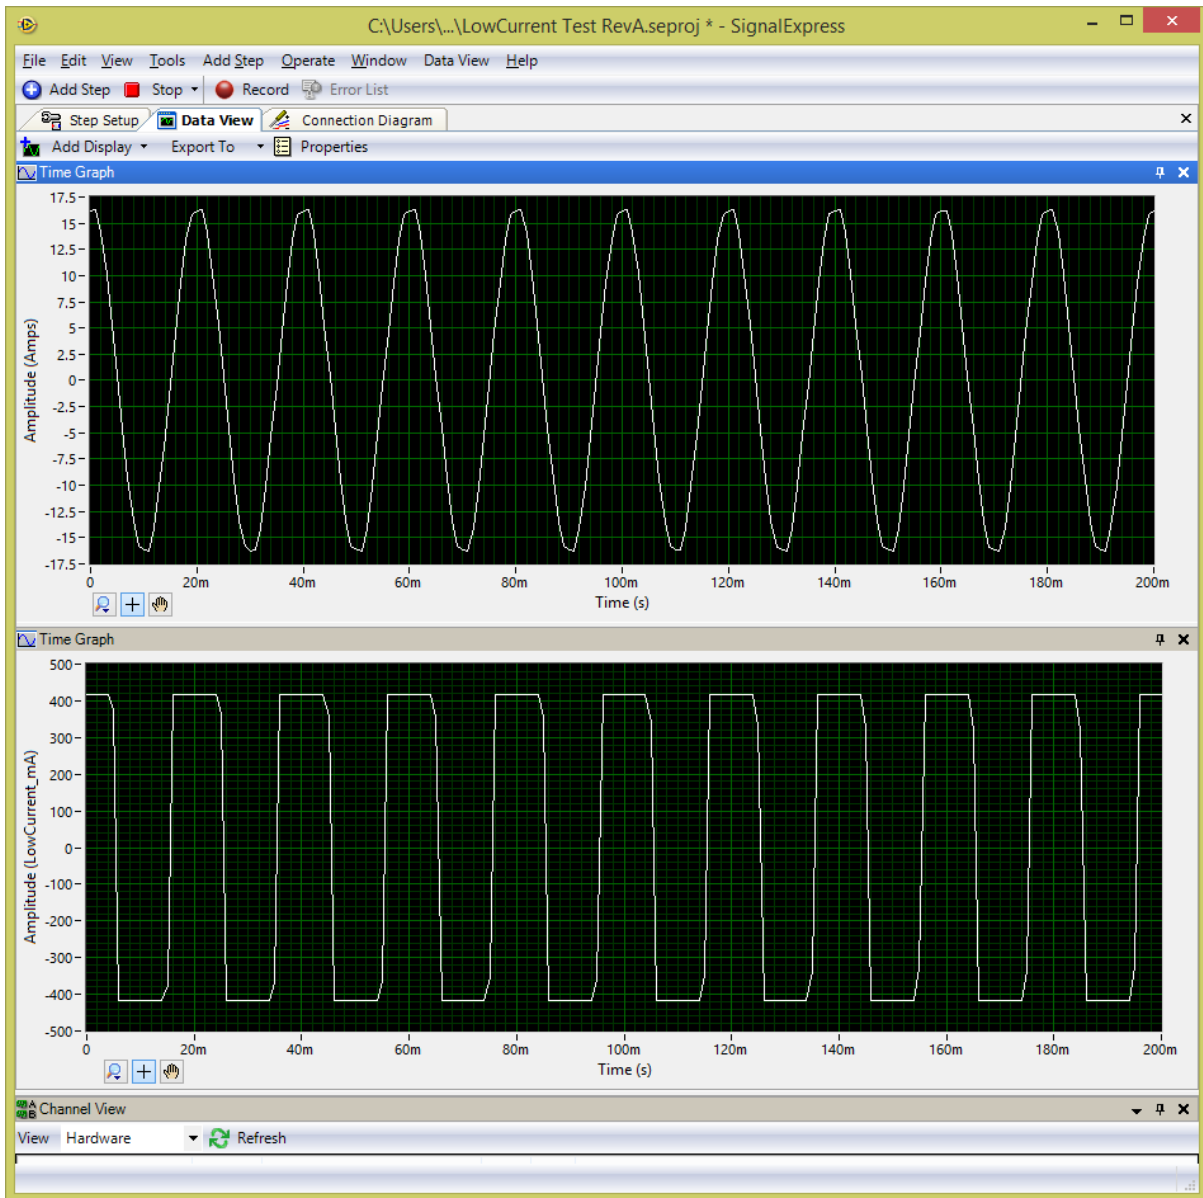 C:\Users\...\LowCurrent Test RevA.seproj * - SignalExpress
File Edit View Tools Add Step Operate Window Data View Help
Add Step Stop Record Error List
Step Setup Data View Connection Diagram
Add Display Export To Properties
Time Graph
17.5
15
12.5
10
7.5
5
2.5
0
-2.5
-5
-7.5
-10
-12.5
-15
-17.5
Amplitude (Amps)
0 20m 40m 60m 80m 100m 120m 140m 160m 180m 200m
Time (s)
Time Graph
500
400
300
200
100
0
-100
-200
-300
-400
-500
Amplitude (LowCurrent_mA)
0 20m 40m 60m 80m 100m 120m 140m 160m 180m 200m
Time (s)
A
B
Channel View
View Hardware Refresh